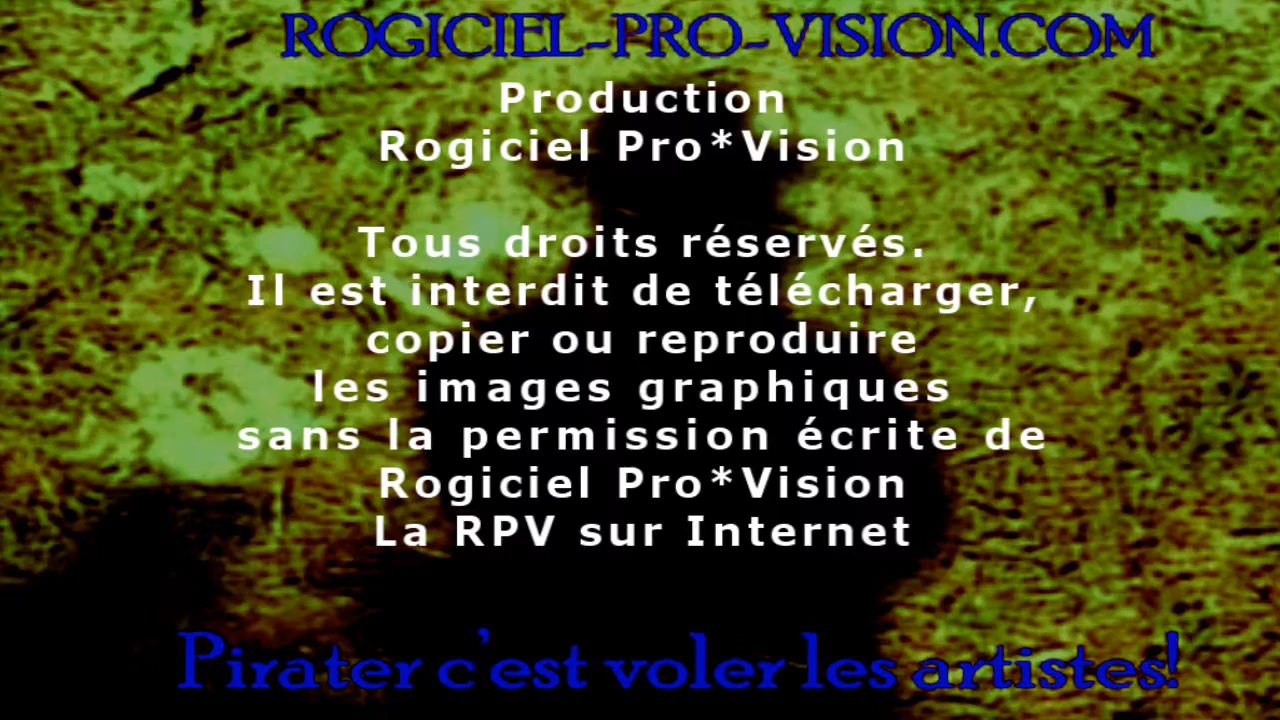 ROGICIEL-PRO-VISION.COM
Production
Rogiciel Pro*Vision
Tous droits réservés.
Il est interdit de télécharger,
copier ou reproduire
les images graphiques
sans la permission écrite de
Rogiciel Pro*Vision
La RPV sur Internet
Pirater c'est voler les artistes!